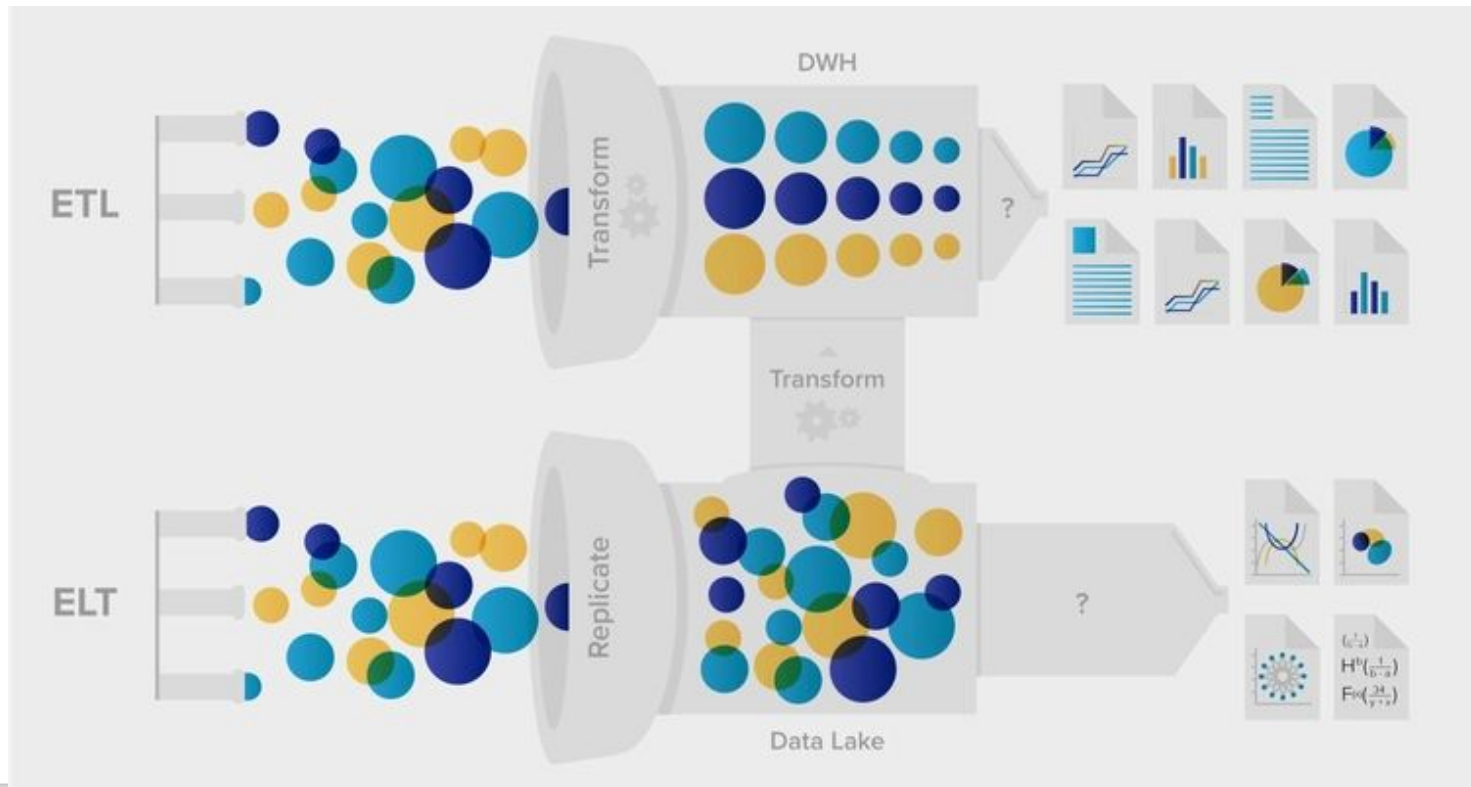 DWH
ETL
Transform
?
Transform
ELT
Replicate
?
Data Lake